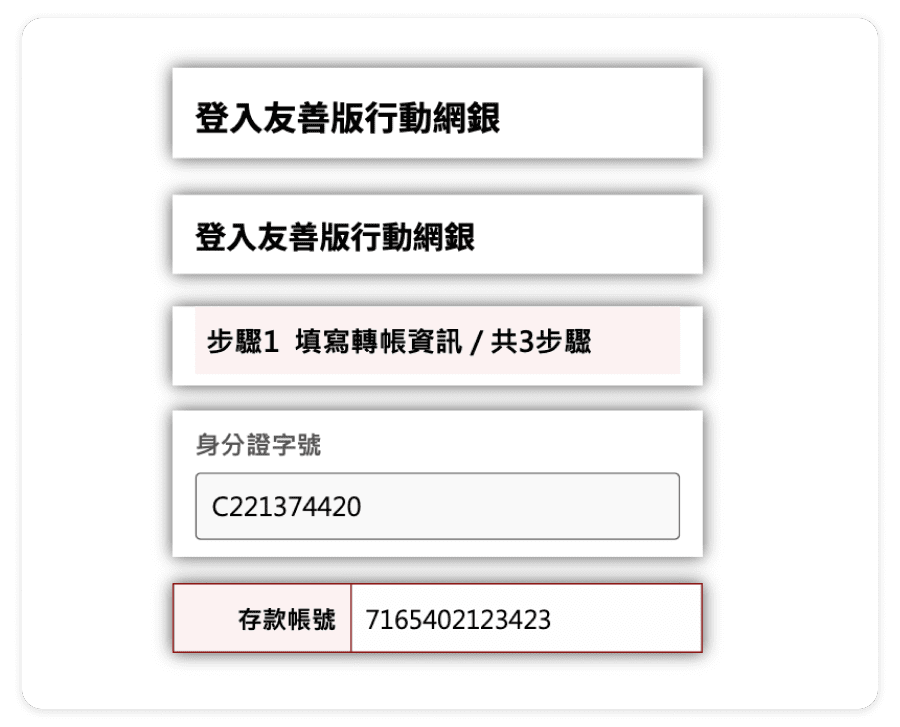 登入友善版行動網銀
登入友善版行動網銀
步驟1 填寫轉帳資訊 / 共3步驟
身分證字號
C221374420
存款帳號 7165402123423